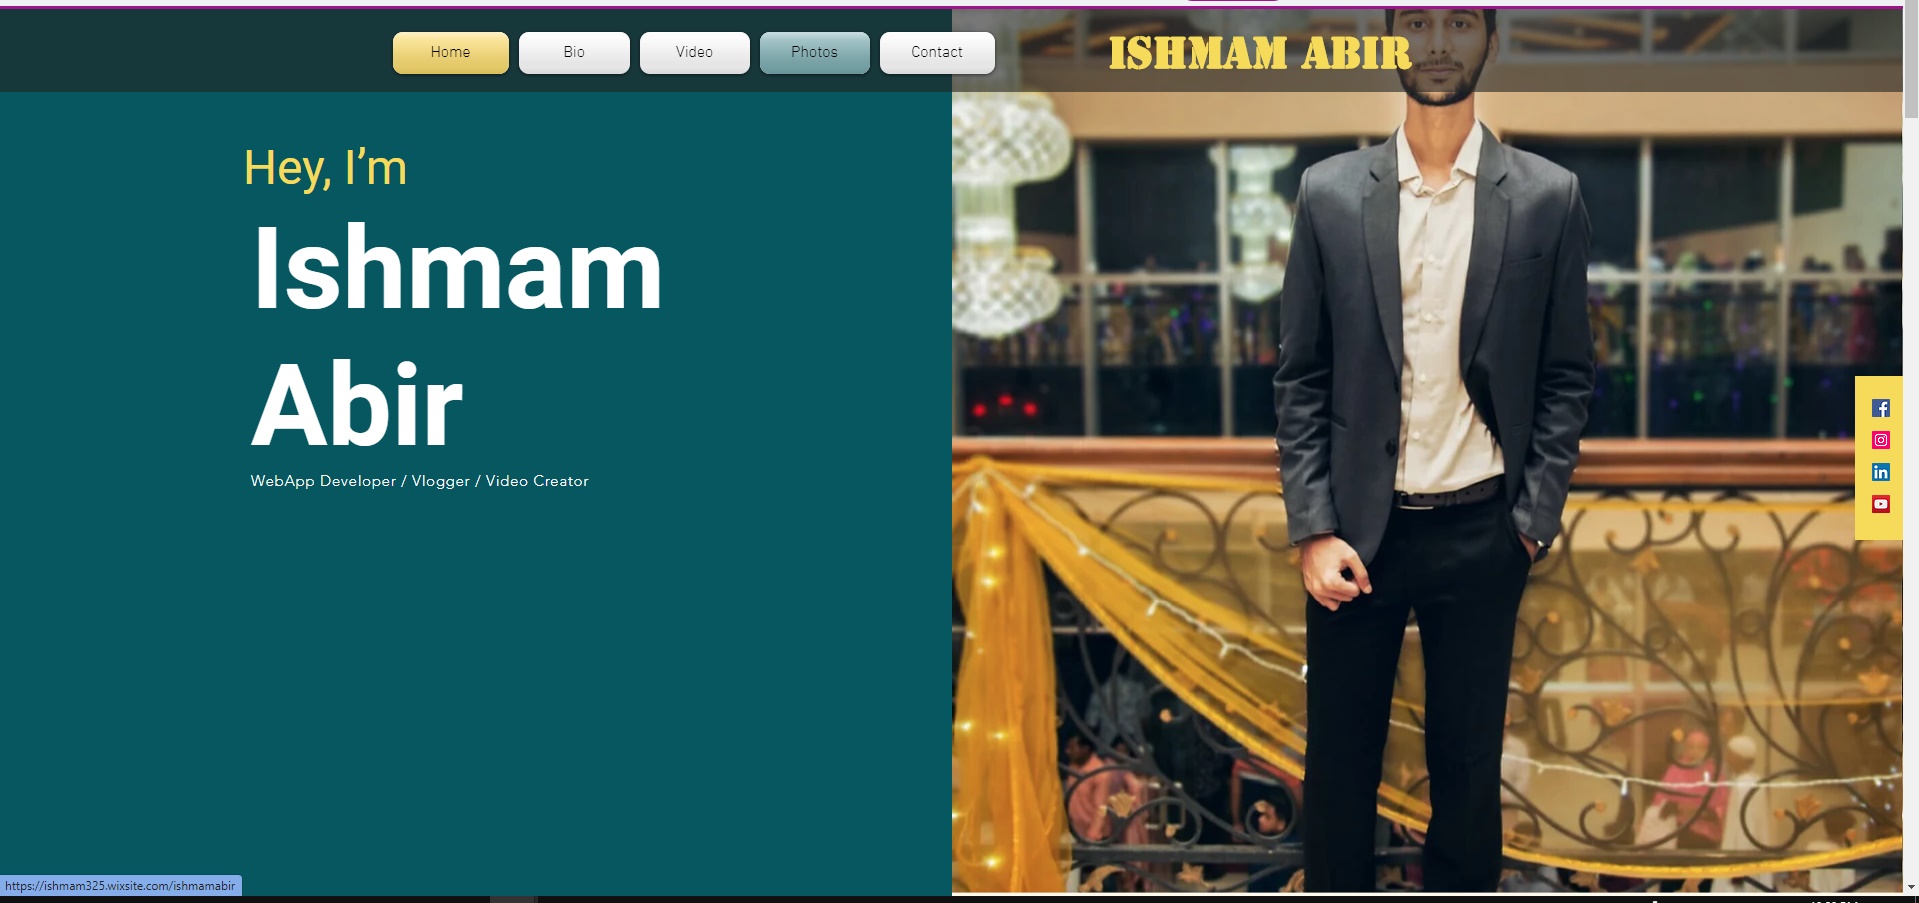 Home Bio Video Photos Contact ISHMAM ABIR
Hey, I’m
Ishmam
Abir
WebApp Developer / Vlogger / Video Creator
https://ishmam325.wixsite.com/ishmamabir